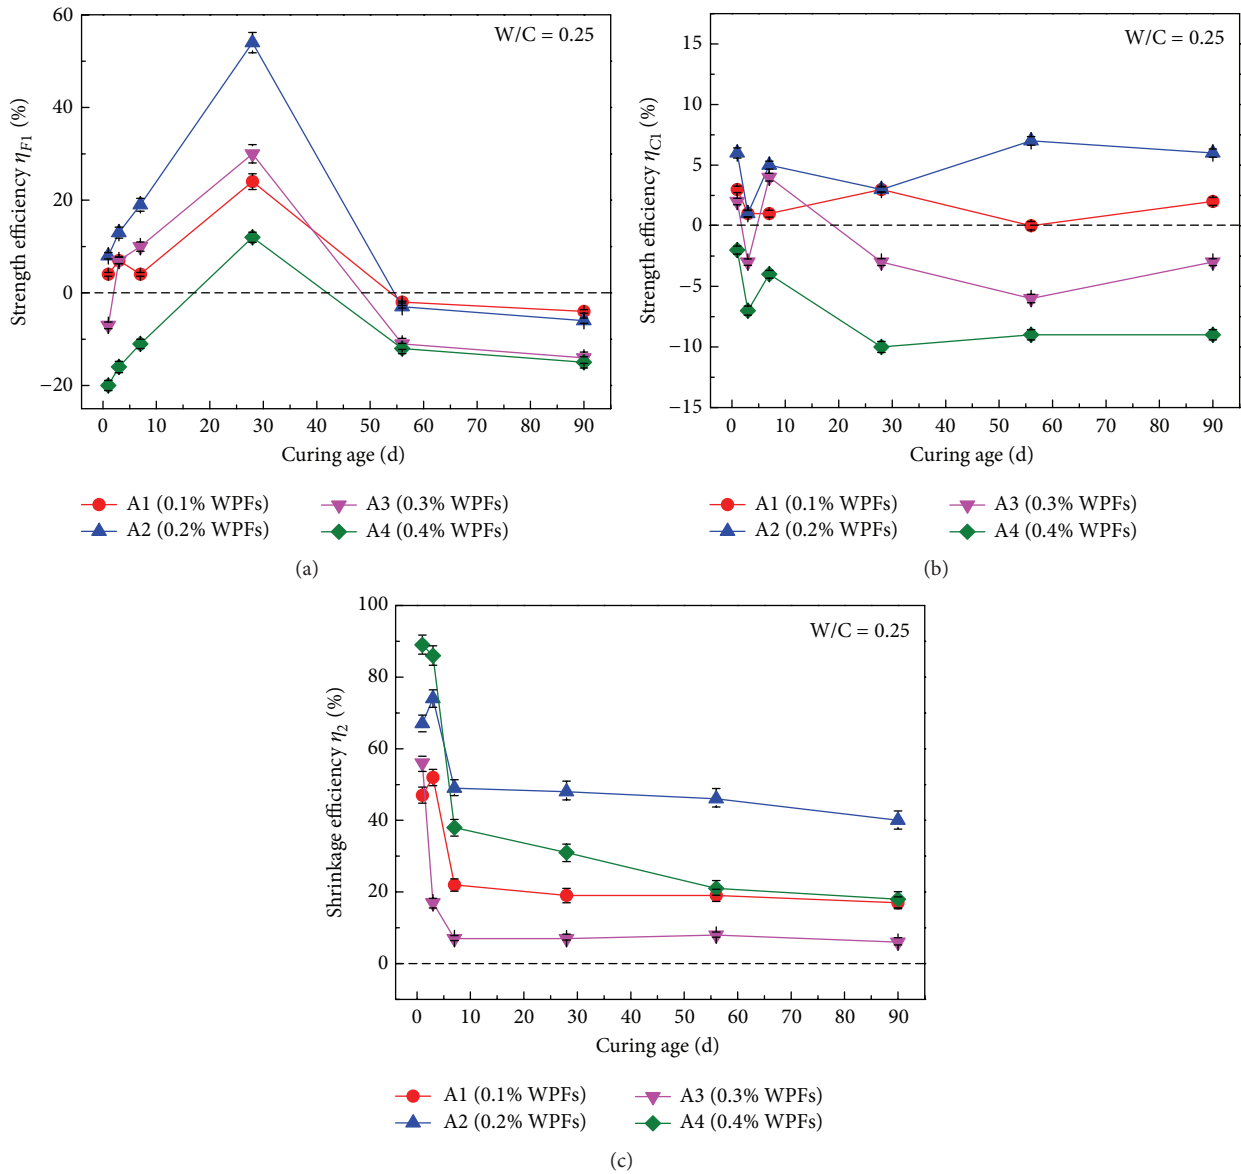 W/C = 0.25
Strength efficiency η_F1 (%)
60
40
20
0
−20
0 10 20 30 40 50 60 70 80 90
Curing age (d)
A1 (0.1% WPFs)
A2 (0.2% WPFs)
A3 (0.3% WPFs)
A4 (0.4% WPFs)
(a)
W/C = 0.25
Strength efficiency η_C1 (%)
15
10
5
0
−5
−10
−15
0 10 20 30 40 50 60 70 80 90
Curing age (d)
A1 (0.1% WPFs)
A2 (0.2% WPFs)
A3 (0.3% WPFs)
A4 (0.4% WPFs)
(b)
W/C = 0.25
Shrinkage efficiency η_2 (%)
100
80
60
40
20
0
0 10 20 30 40 50 60 70 80 90
Curing age (d)
A1 (0.1% WPFs)
A2 (0.2% WPFs)
A3 (0.3% WPFs)
A4 (0.4% WPFs)
(c)